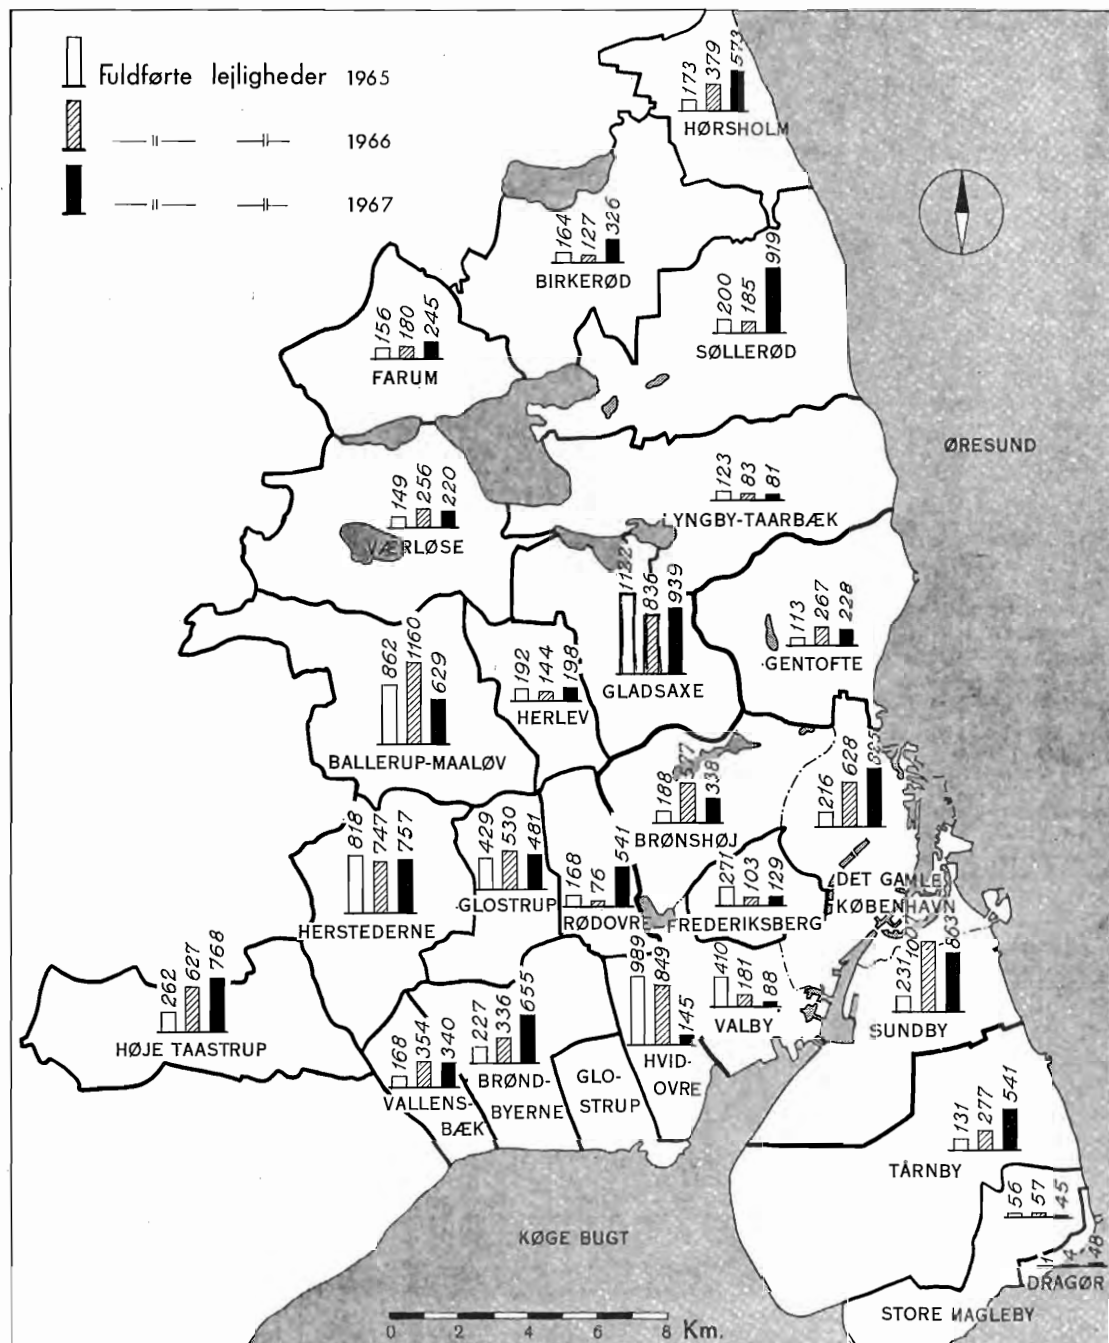 Fuldførte lejligheder 1965
—"— —"— 1966
—"— —"— 1967
173 379 573
HØRSHOLM
164 127 326
BIRKERØD
200 185 919
SØLLERØD
156 180 245
FARUM
ØRESUND
123 83 81
LYNGBY-TAARBÆK
149 256 220
VÆRLØSE
1122 836 939
GLADSAXE
113 267 228
GENTOFTE
862 1160 629
BALLERUP-MAALØV
192 144 198
HERLEV
188 577 338
BRØNSHØJ
216 628
DET GAMLE
KØBENHAVN
818 747 757
HERSTEDERNE
429 530 481
GLOSTRUP
168 76 541
RØDOVRE
271 103 129
FREDERIKSBERG
262 627 768
HØJE TAASTRUP
168 354 340
VALLENS-
BÆK
227 336 655
BRØND-
BYERNE
GLO-
STRUP
989 849 145
HVID-
OVRE
410 181 88
VALBY
231 863
SUNDBY
131 277 541
TÅRNBY
56 57 45
1 4 48
DRAGØR
STORE MAGLEBY
KØGE BUGT
0 2 4 6 8 Km.